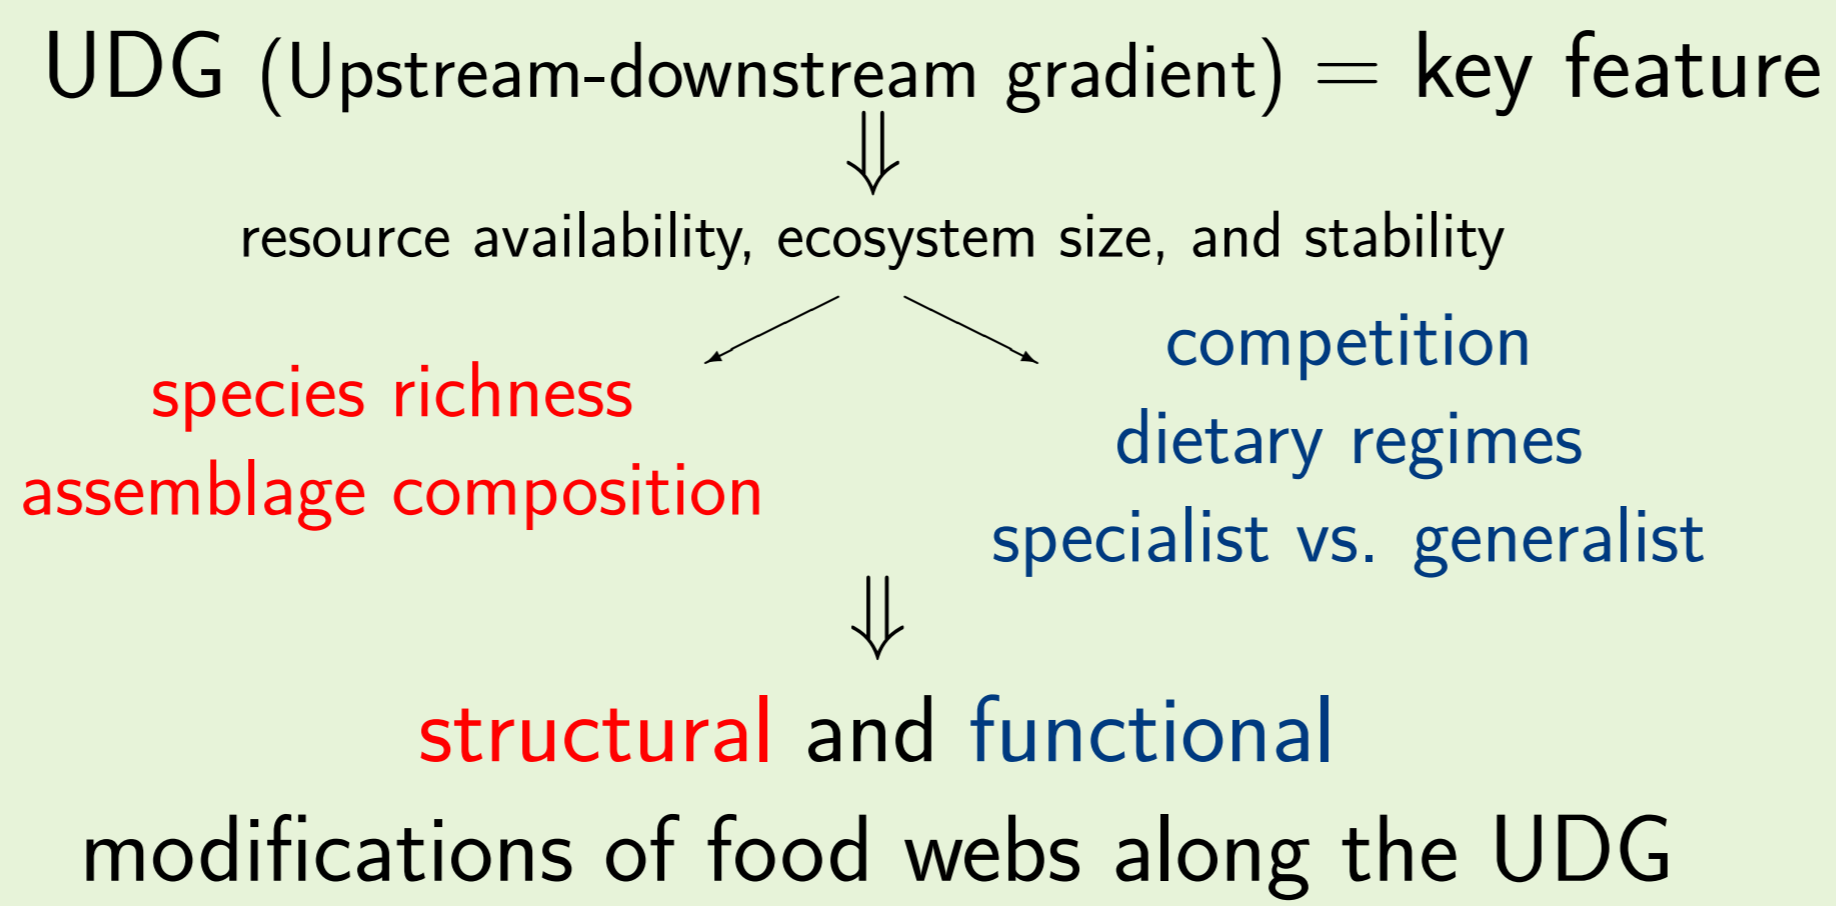 UDG (Upstream-downstream gradient) = key feature
⇓
resource availability, ecosystem size, and stability
species richness
assemblage composition
competition
dietary regimes
specialist vs. generalist
⇓
structural and functional
modifications of food webs along the UDG